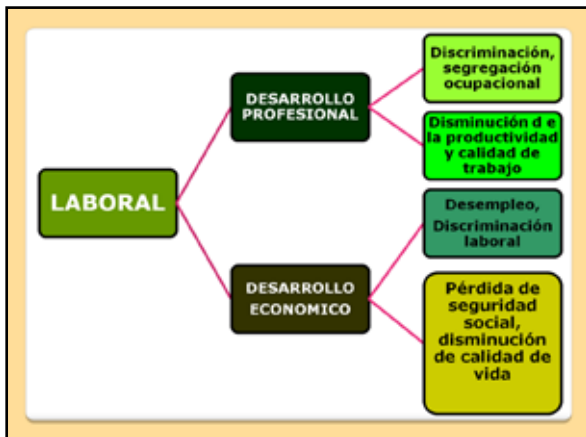 LABORAL
DESARROLLO
PROFESIONAL
Discriminación,
segregación
ocupacional
Disminución d e
la productividad
y calidad de
trabajo
DESARROLLO
ECONOMICO
Desempleo,
Discriminación
laboral
Pérdida de
seguridad
social,
disminución
de calidad de
vida